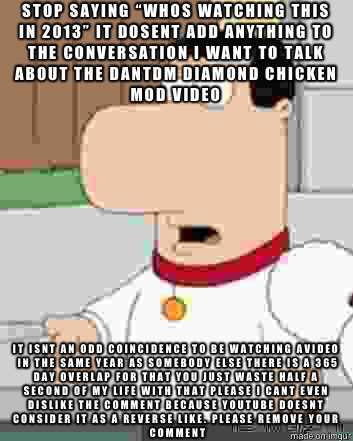 STOP SAYING “WHOS WATCHING THIS
IN 2013” IT DOSENT ADD ANYTHING TO
THE CONVERSATION I WANT TO TALK
ABOUT THE DANTDM DIAMOND CHICKEN
MOD VIDEO
IT ISNT AN ODD COINCIDENCE TO BE WATCHING AVIDEO
IN THE SAME YEAR AS SOMEBODY ELSE THERE IS A 365
DAY OVERLAP FOR THAT YOU JUST WASTE HALF A
SECOND OF MY LIFE WITH THAT PLEASE I CANT EVEN
DISLIKE THE COMMENT BECAUSE YOUTUBE DOESNT
CONSIDER IT AS A REVERSE LIKE. PLEASE REMOVE YOUR
COMMENT
made on imgur